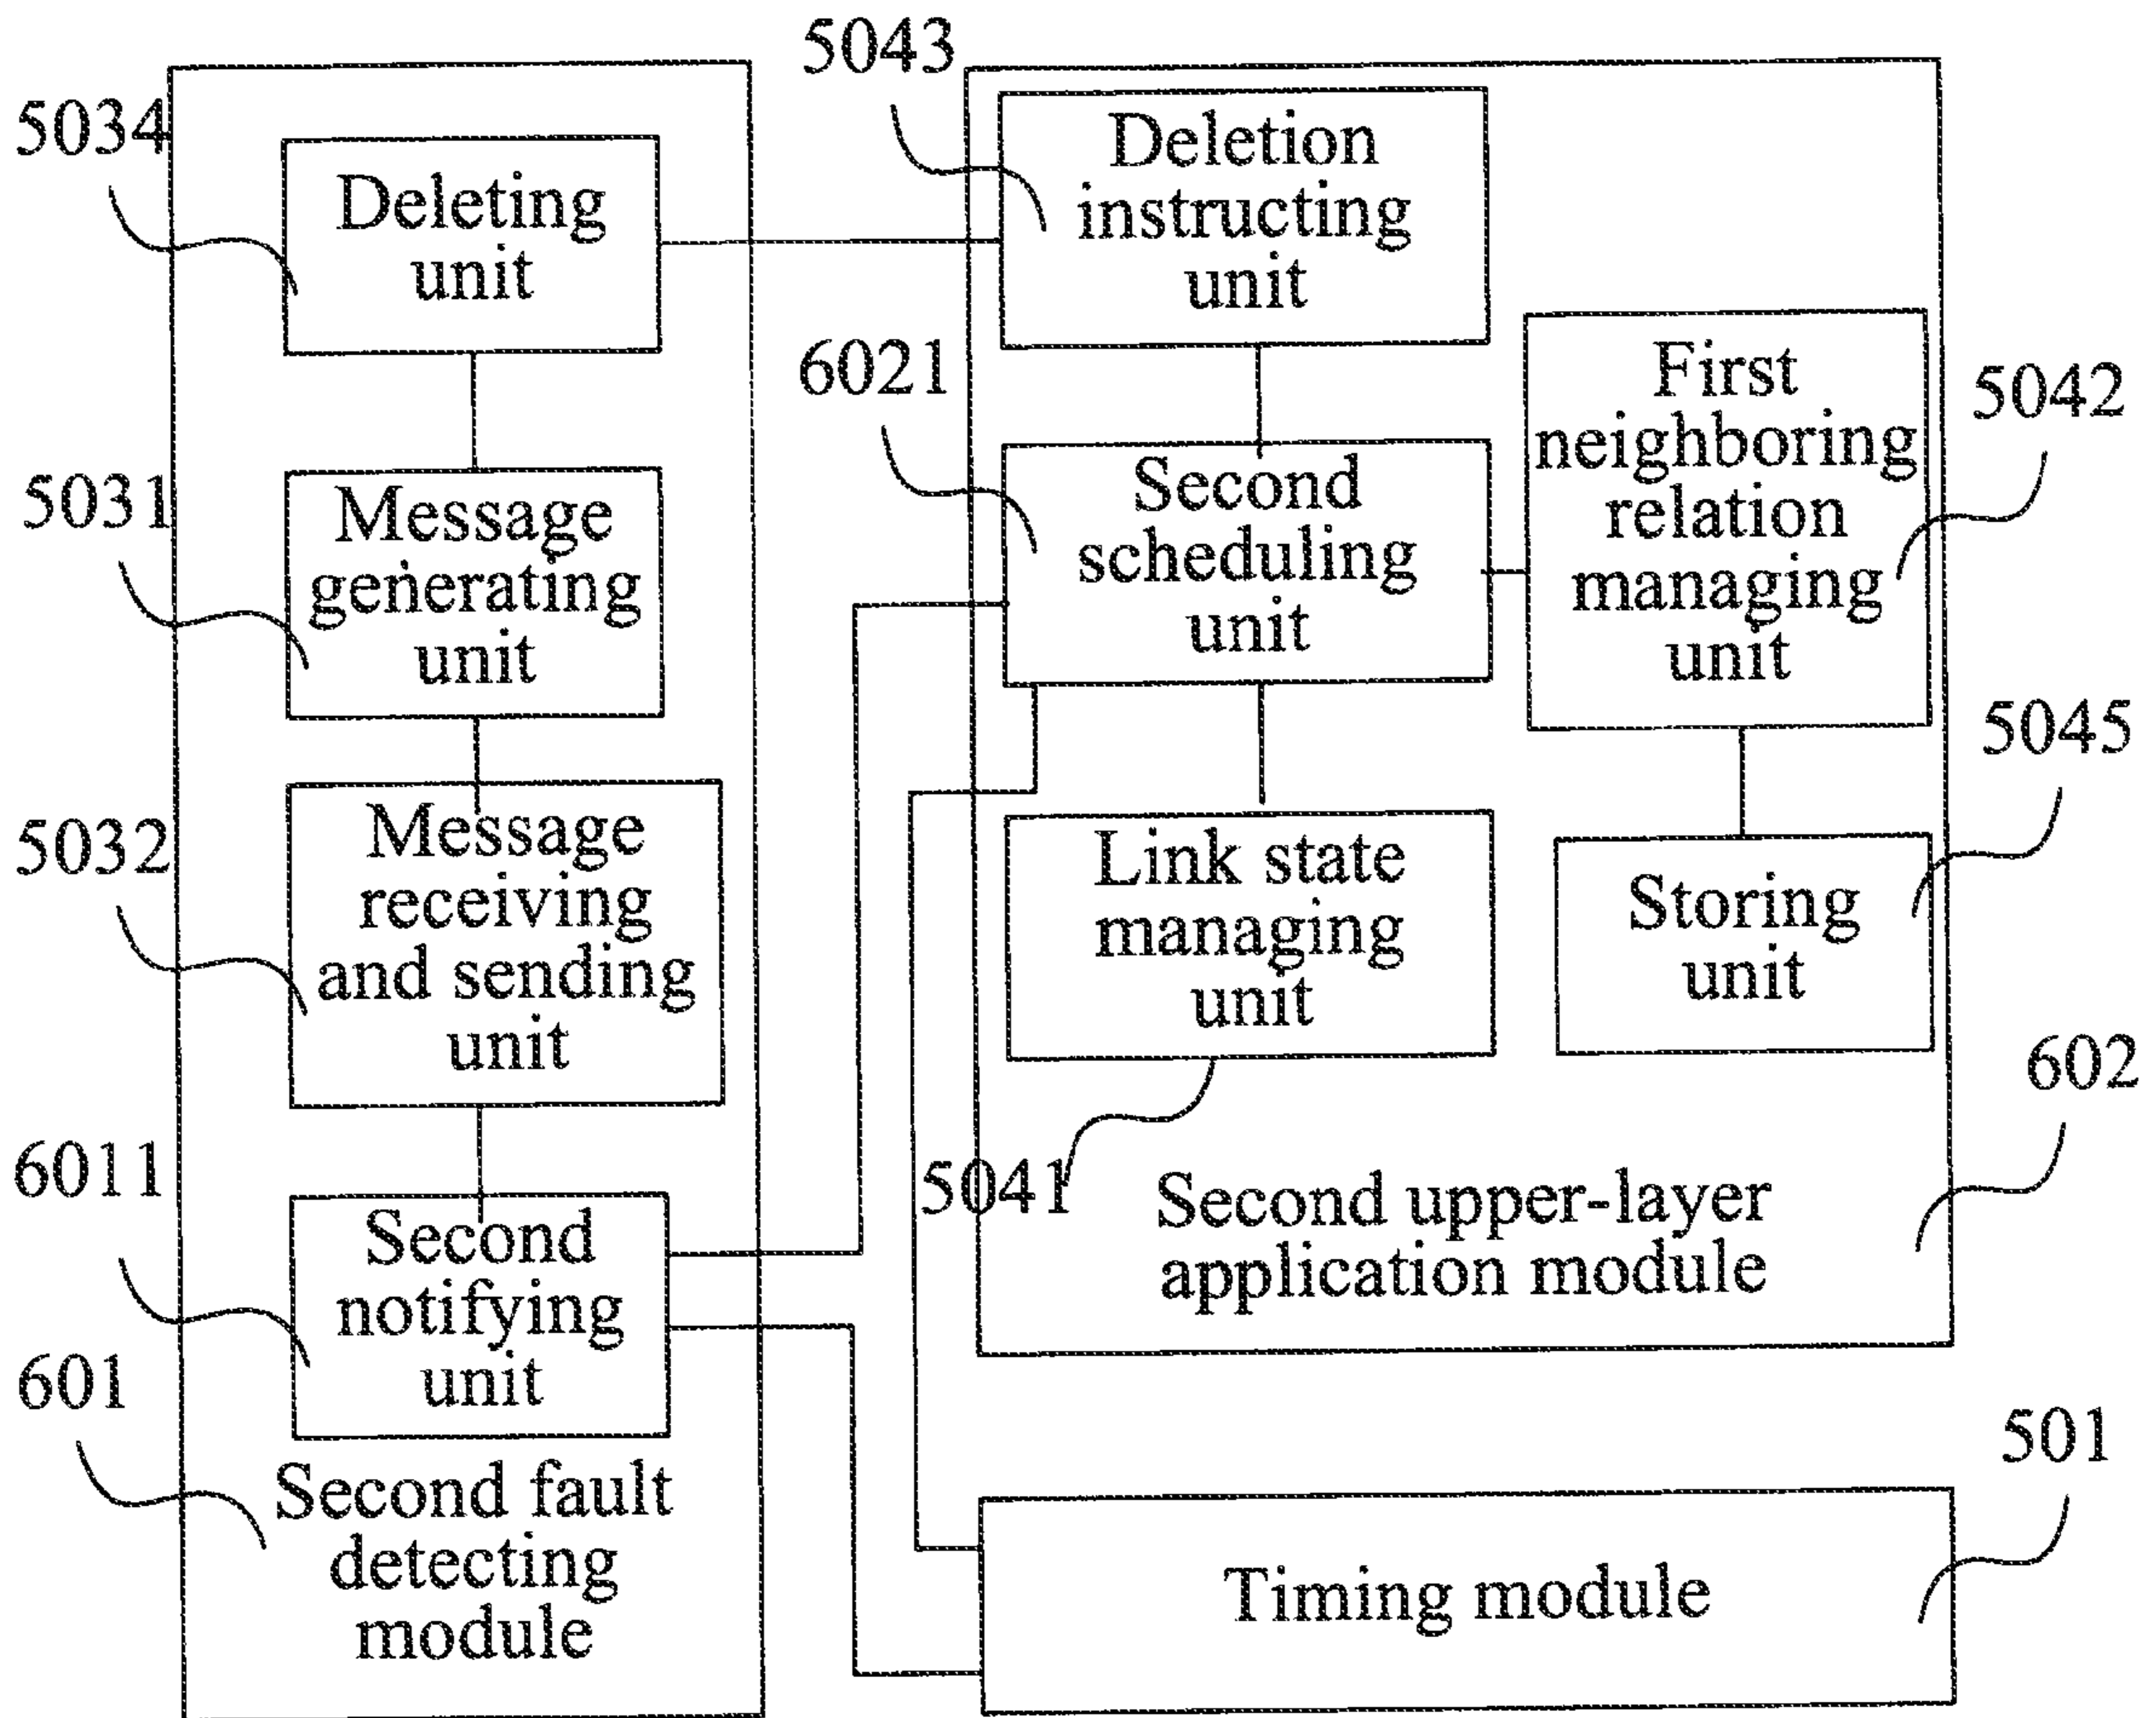 5043
5034
Deleting
unit
Deletion
instructing
unit
6021
First
neighboring
relation
managing
unit
5042
5031
Message
generating
unit
Second
scheduling
unit
5045
5032
Message
receiving
and sending
unit
Link state
managing
unit
Storing
unit
602
6011
5041
Second
notifying
unit
Second upper-layer
application module
601
Second fault
detecting
module
501
Timing module